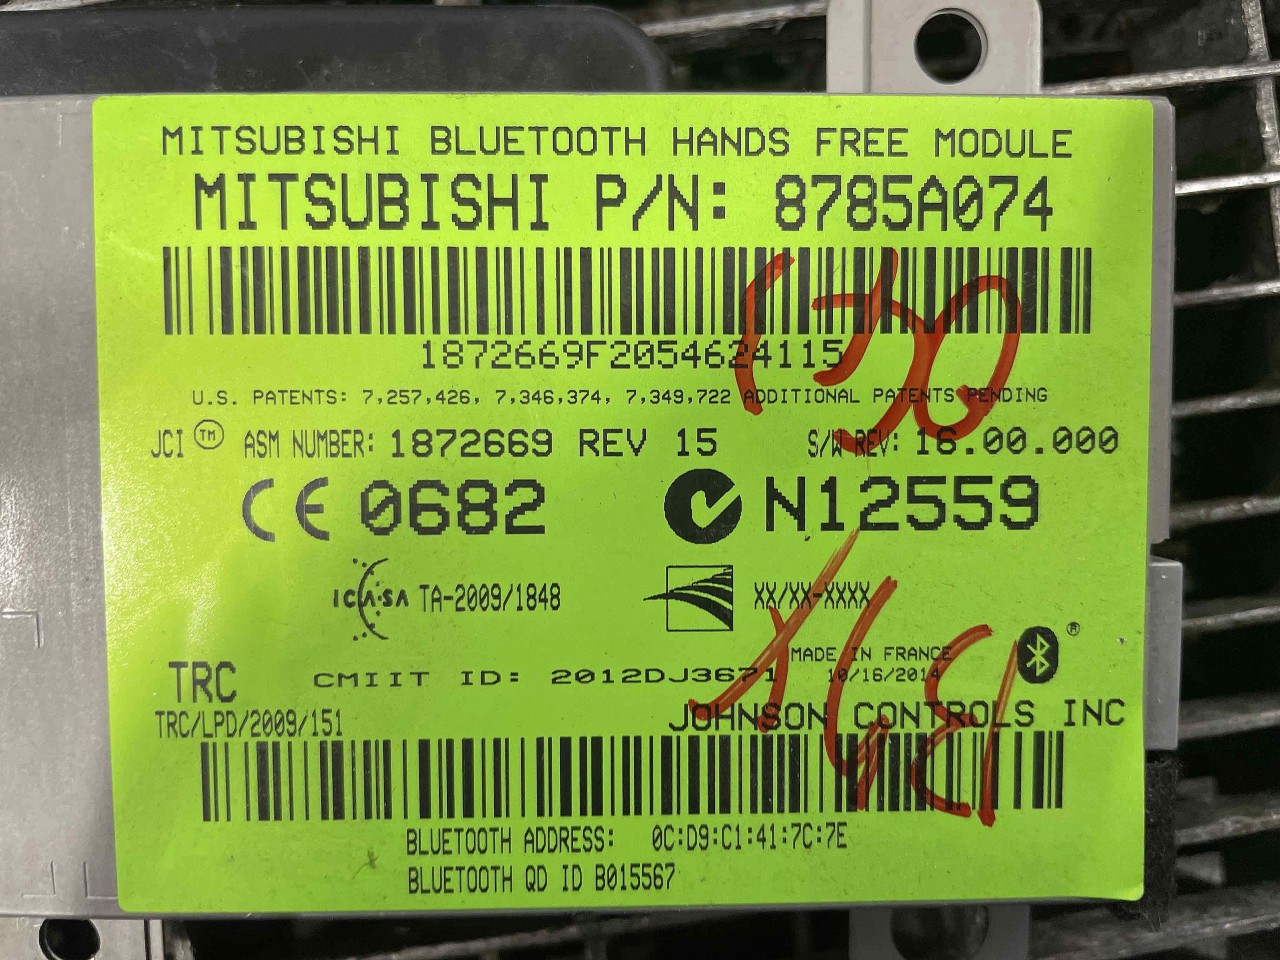 MITSUBISHI BLUETOOTH HANDS FREE MODULE
MITSUBISHI P/N: 8785A074
1872669F2054624115
U.S. PATENTS: 7,257,426, 7,346,374, 7,349,722 ADDITIONAL PATENTS PENDING
JCI TM ASM NUMBER: 1872669 REV 15 S/W REV: 16.00.000
CE 0682 N12559
ICASA TA-2009/1848 XX/XX-XXXX
MADE IN FRANCE ®
TRC CMIIT ID: 2012DJ3671 10/16/2014
TRC/LPD/2009/151 JOHNSON CONTROLS INC
BLUETOOTH ADDRESS: 0C:D9:C1:41:7C:7E
BLUETOOTH QD ID B015567